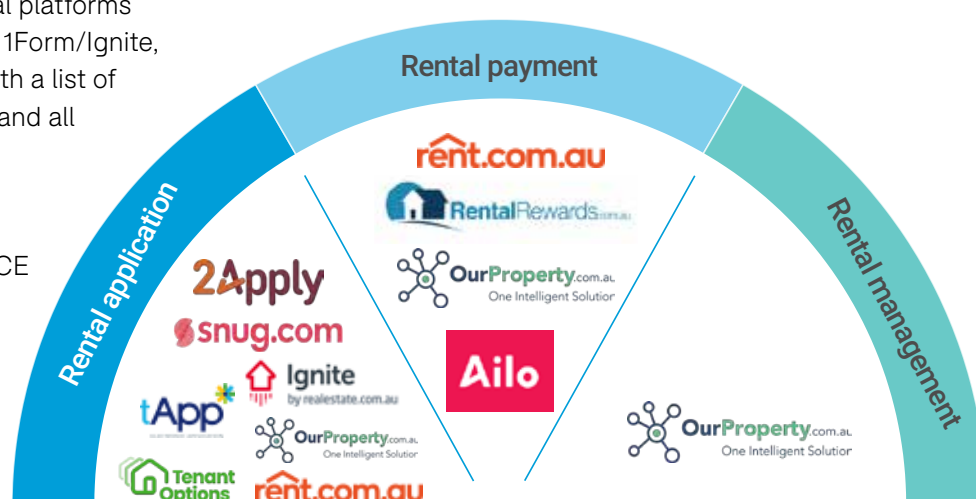 al platforms
1Form/Ignite,
th a list of
and all
CE
Rental application
Rental payment
Rental management
2Apply
snug.com
Ignite
by realestate.com.au
tApp
OurProperty.com.au
One Intelligent Solution
Tenant
Options
rent.com.au
rent.com.au
RentalRewards.com.au
OurProperty.com.au
One Intelligent Solution
Ailo
OurProperty.com.au
One Intelligent Solution